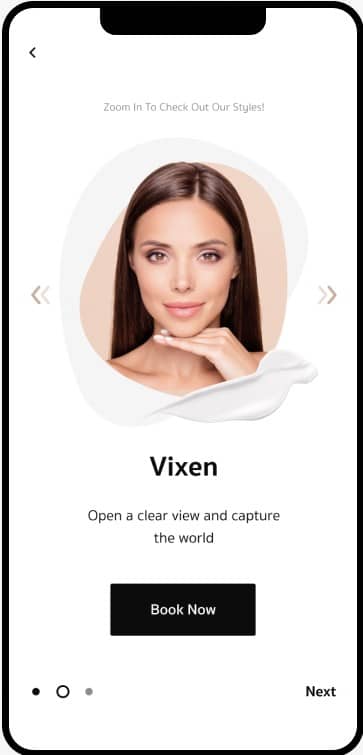 Zoom In To Check Out Our Styles!
Vixen
Open a clear view and capture
the world
Book Now
Next